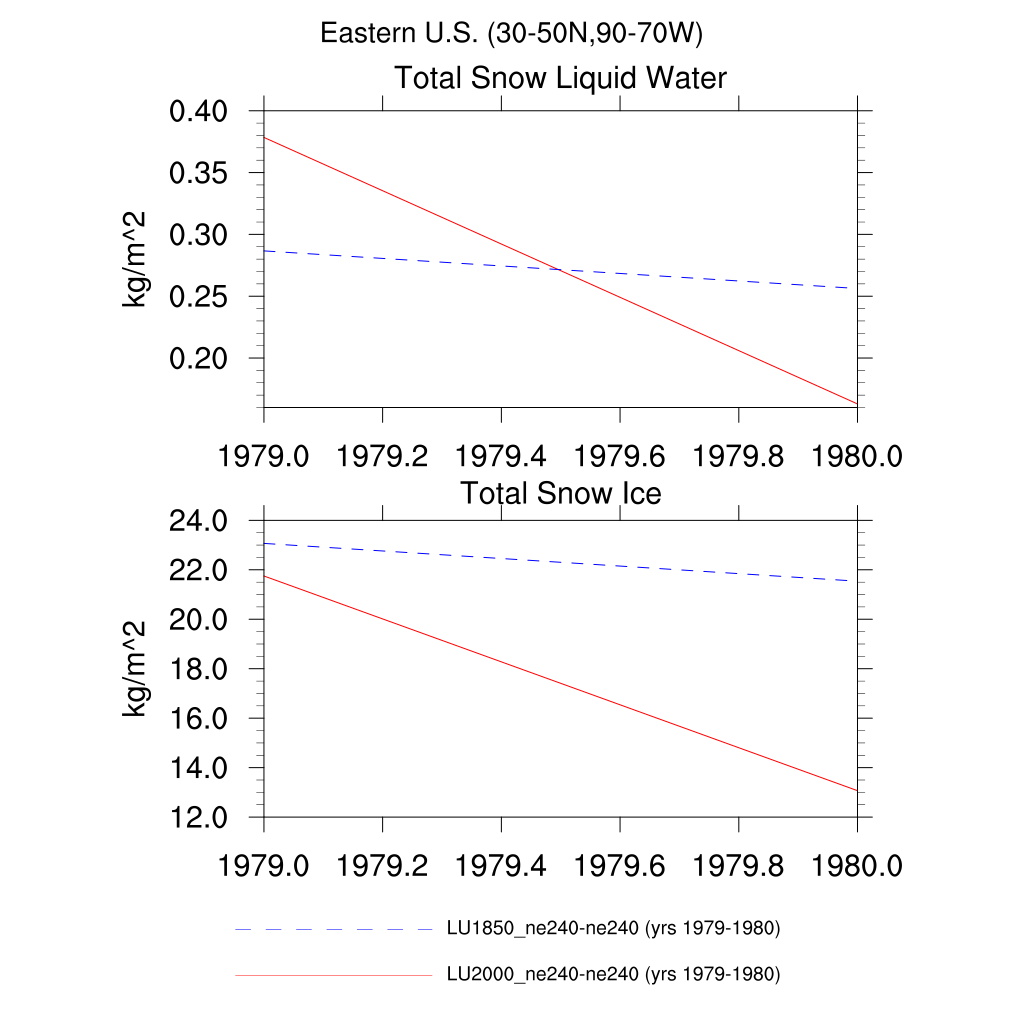 Eastern U.S. (30-50N,90-70W)
Total Snow Liquid Water
0.40
0.35
0.30
0.25
0.20
kg/m^2
1979.0 1979.2 1979.4 1979.6 1979.8 1980.0
Total Snow Ice
24.0
22.0
20.0
18.0
16.0
14.0
12.0
kg/m^2
1979.0 1979.2 1979.4 1979.6 1979.8 1980.0
LU1850_ne240-ne240 (yrs 1979-1980)
LU2000_ne240-ne240 (yrs 1979-1980)